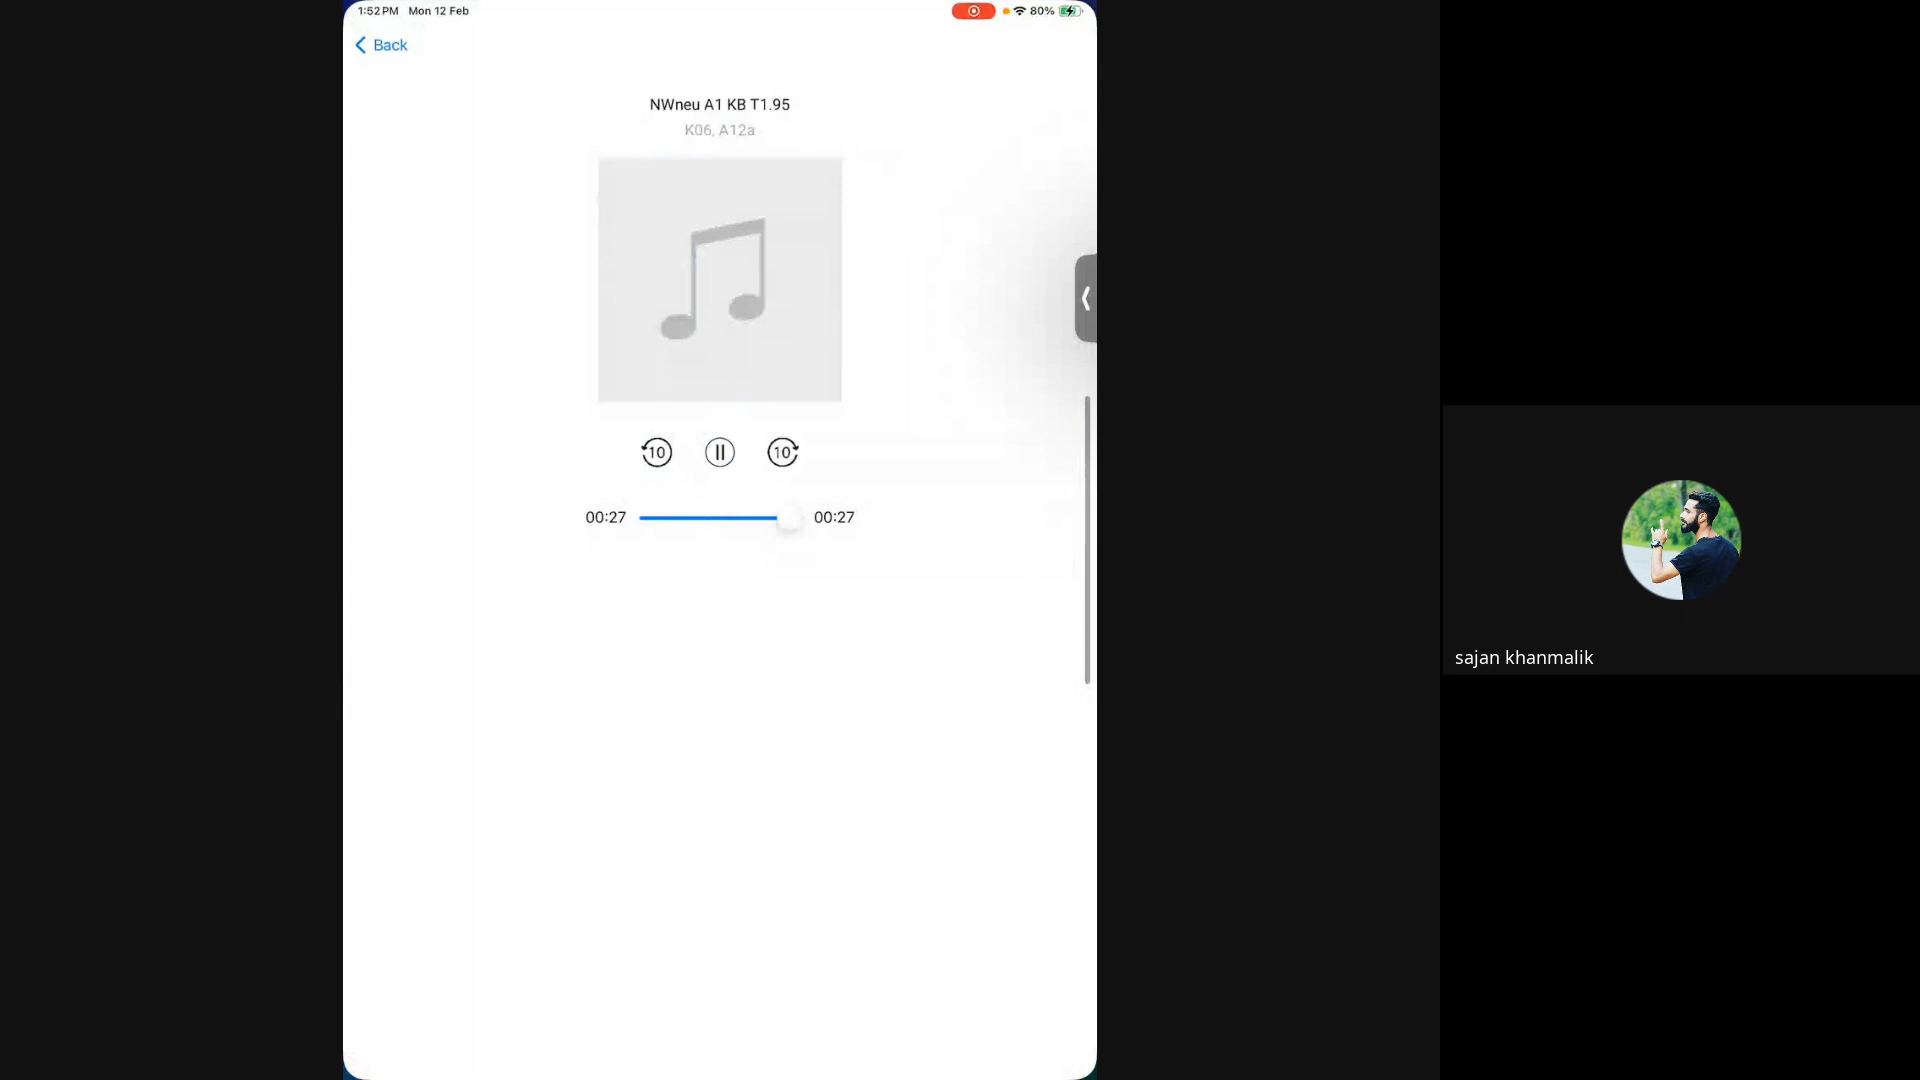 1:52 PM Mon 12 Feb
80%
Back
NWneu A1 KB T1.95
K06, A12a
10
10
00:27
00:27
sajan khanmalik